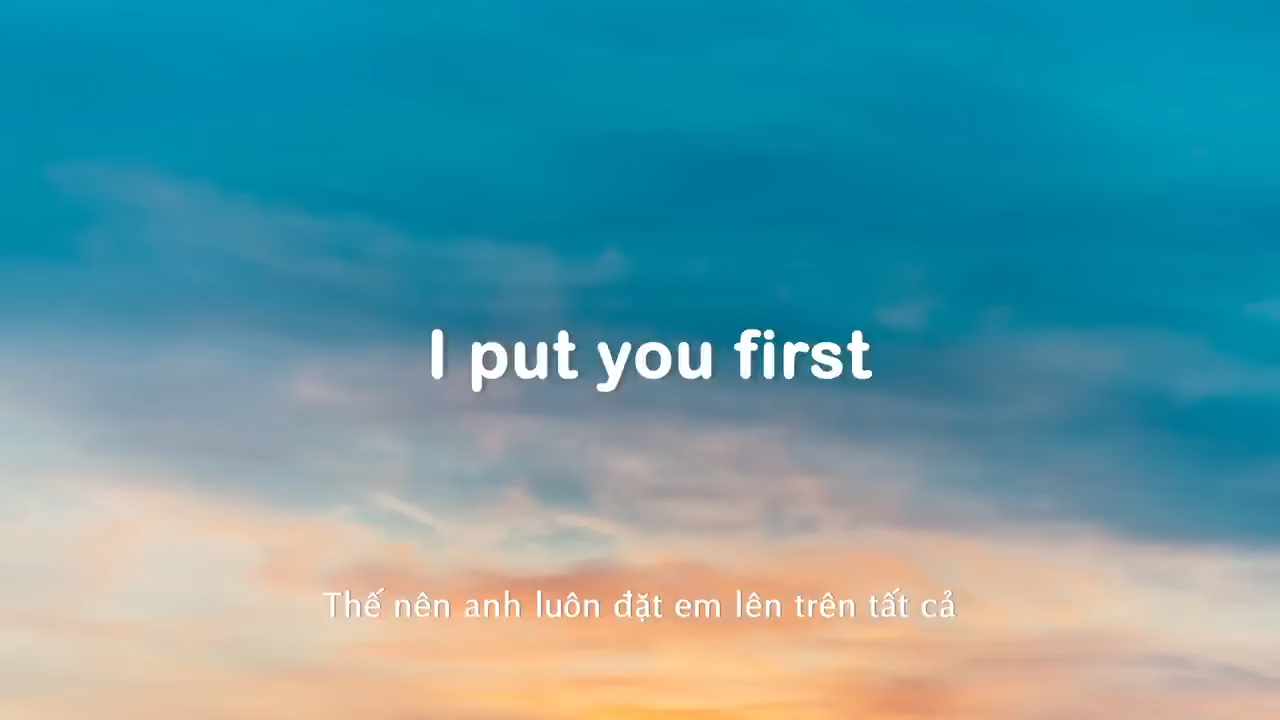 I put you first
Thế nên anh luôn đặt em lên trên tất cả